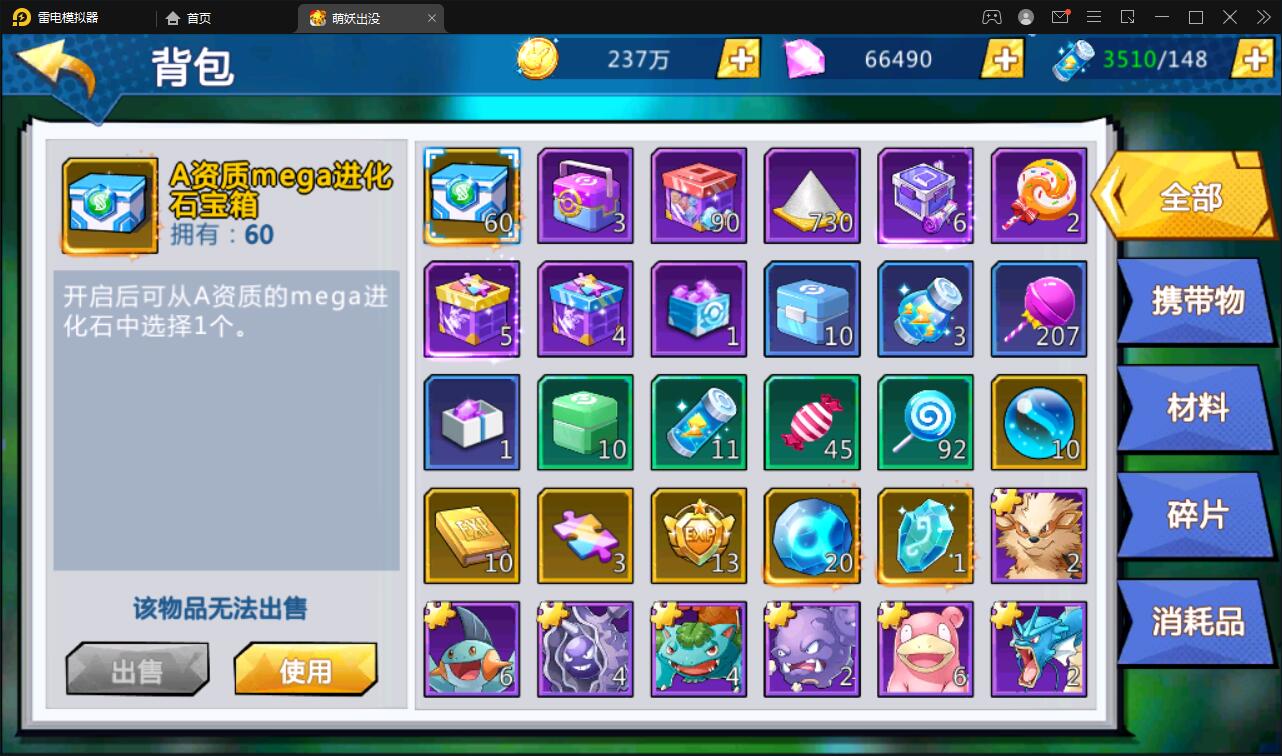 雷电模拟器
首页
萌妖出没
背包
237万
66490
3510/148
A资质mega进化
石宝箱
拥有：60
开启后可从A资质的mega进
化石中选择1个。
该物品无法出售
出售
使用
60
3
90
730
6
2
5
4
1
10
3
207
1
10
11
45
92
10
EXP
10
3
EXP
13
20
1
2
6
4
4
2
6
2
全部
携带物
材料
碎片
消耗品